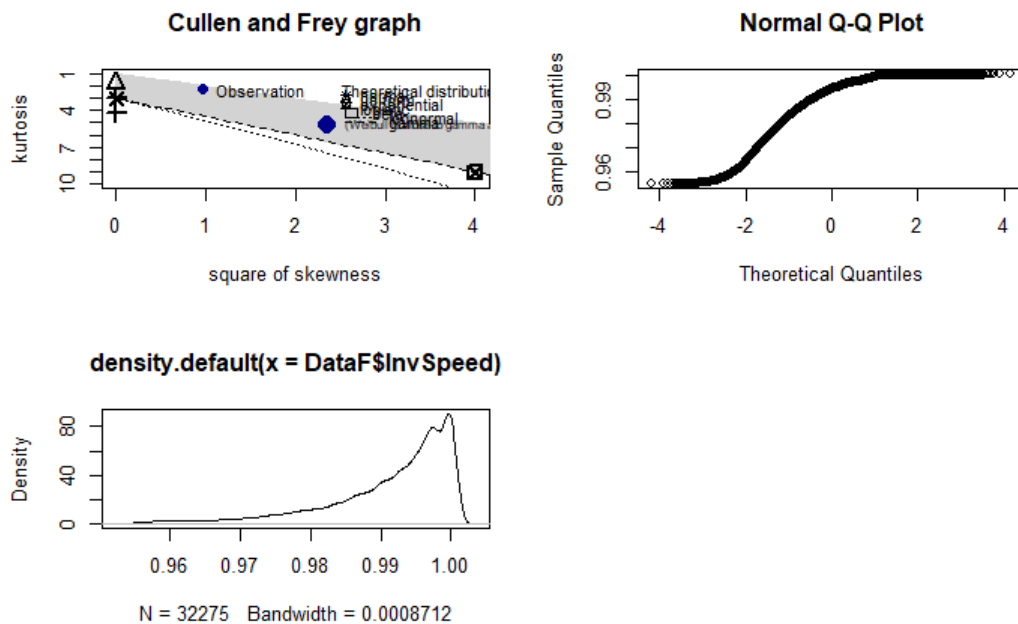 Cullen and Frey graph
kurtosis
1
4
7
10
Observation
Theoretical distributio
gamma
0
1
2
3
4
square of skewness
Normal Q-Q Plot
Sample Quantiles
0.99
0.96
-4
-2
0
2
4
Theoretical Quantiles
density.default(x = DataF$InvSpeed)
Density
80
40
0
0.96
0.97
0.98
0.99
1.00
N = 32275 Bandwidth = 0.0008712